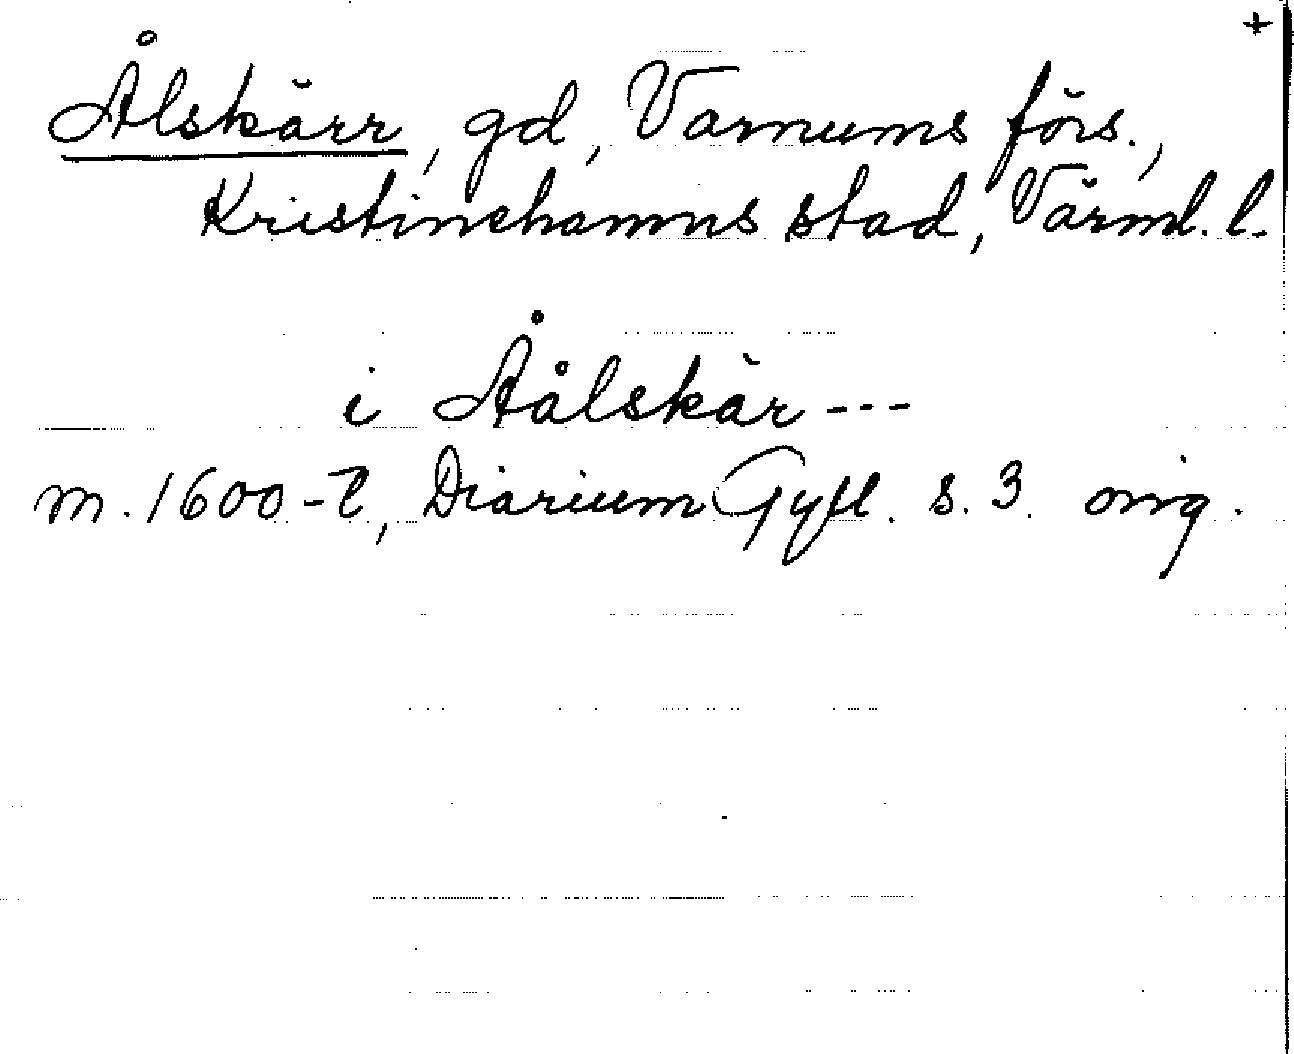 +
Ålskärr, gd, Varnums förs.,
Kristinehamns stad, Värml. l.
i Åålskär ---
m. 1600-t, Diarium Gyll. s. 3. orig.